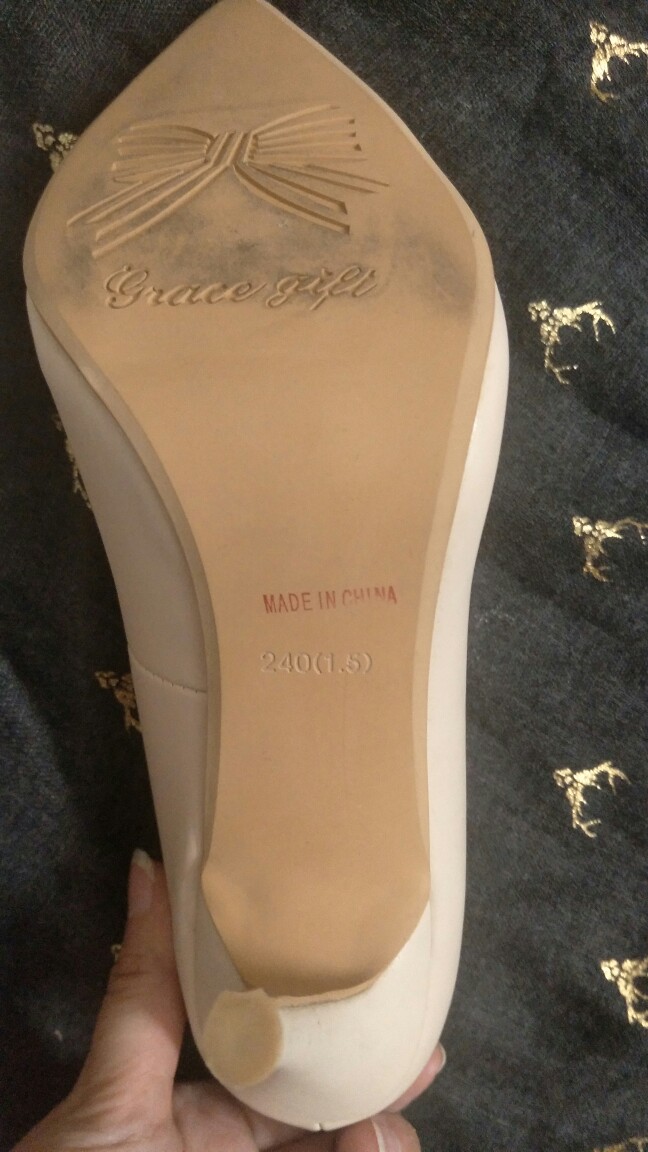 Grace gift
MADE IN CHINA
240(1.5)